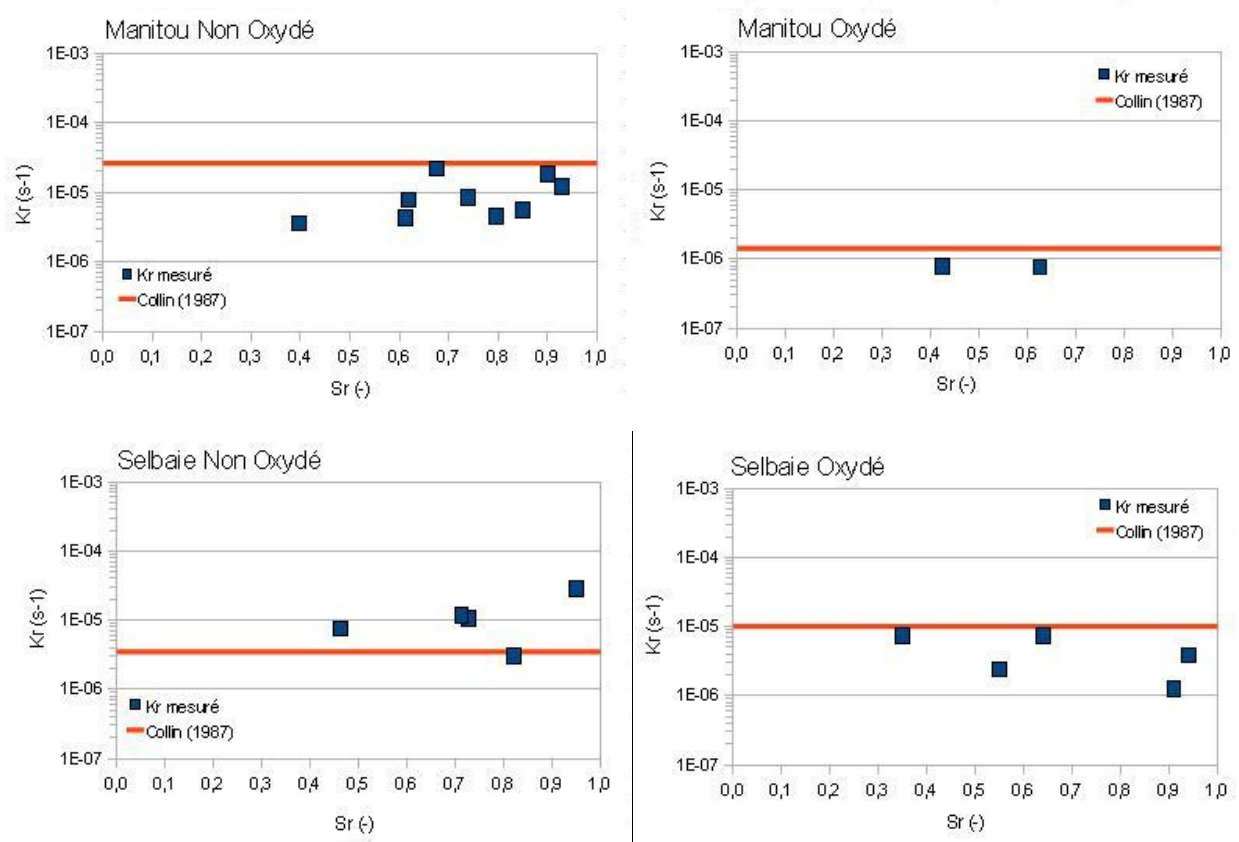 Manitou Non Oxydé
1E-03
1E-04
1E-05
1E-06
1E-07
Kr (s-1)
Kr mesuré
Collin (1987)
0,0 0,1 0,2 0,3 0,4 0,5 0,6 0,7 0,8 0,9 1,0
Sr (-)
Manitou Oxydé
1E-03
1E-04
1E-05
1E-06
1E-07
Kr (s-1)
Kr mesuré
Collin (1987)
0,0 0,1 0,2 0,3 0,4 0,5 0,6 0,7 0,8 0,9 1,0
Sr (-)
Selbaie Non Oxydé
1E-03
1E-04
1E-05
1E-06
1E-07
Kr (s-1)
Kr mesuré
Collin (1987)
0,0 0,1 0,2 0,3 0,4 0,5 0,6 0,7 0,8 0,9 1,0
Sr (-)
Selbaie Oxydé
1E-03
1E-04
1E-05
1E-06
1E-07
Kr (s-1)
Kr mesuré
Collin (1987)
0,0 0,1 0,2 0,3 0,4 0,5 0,6 0,7 0,8 0,9 1,0
Sr (-)